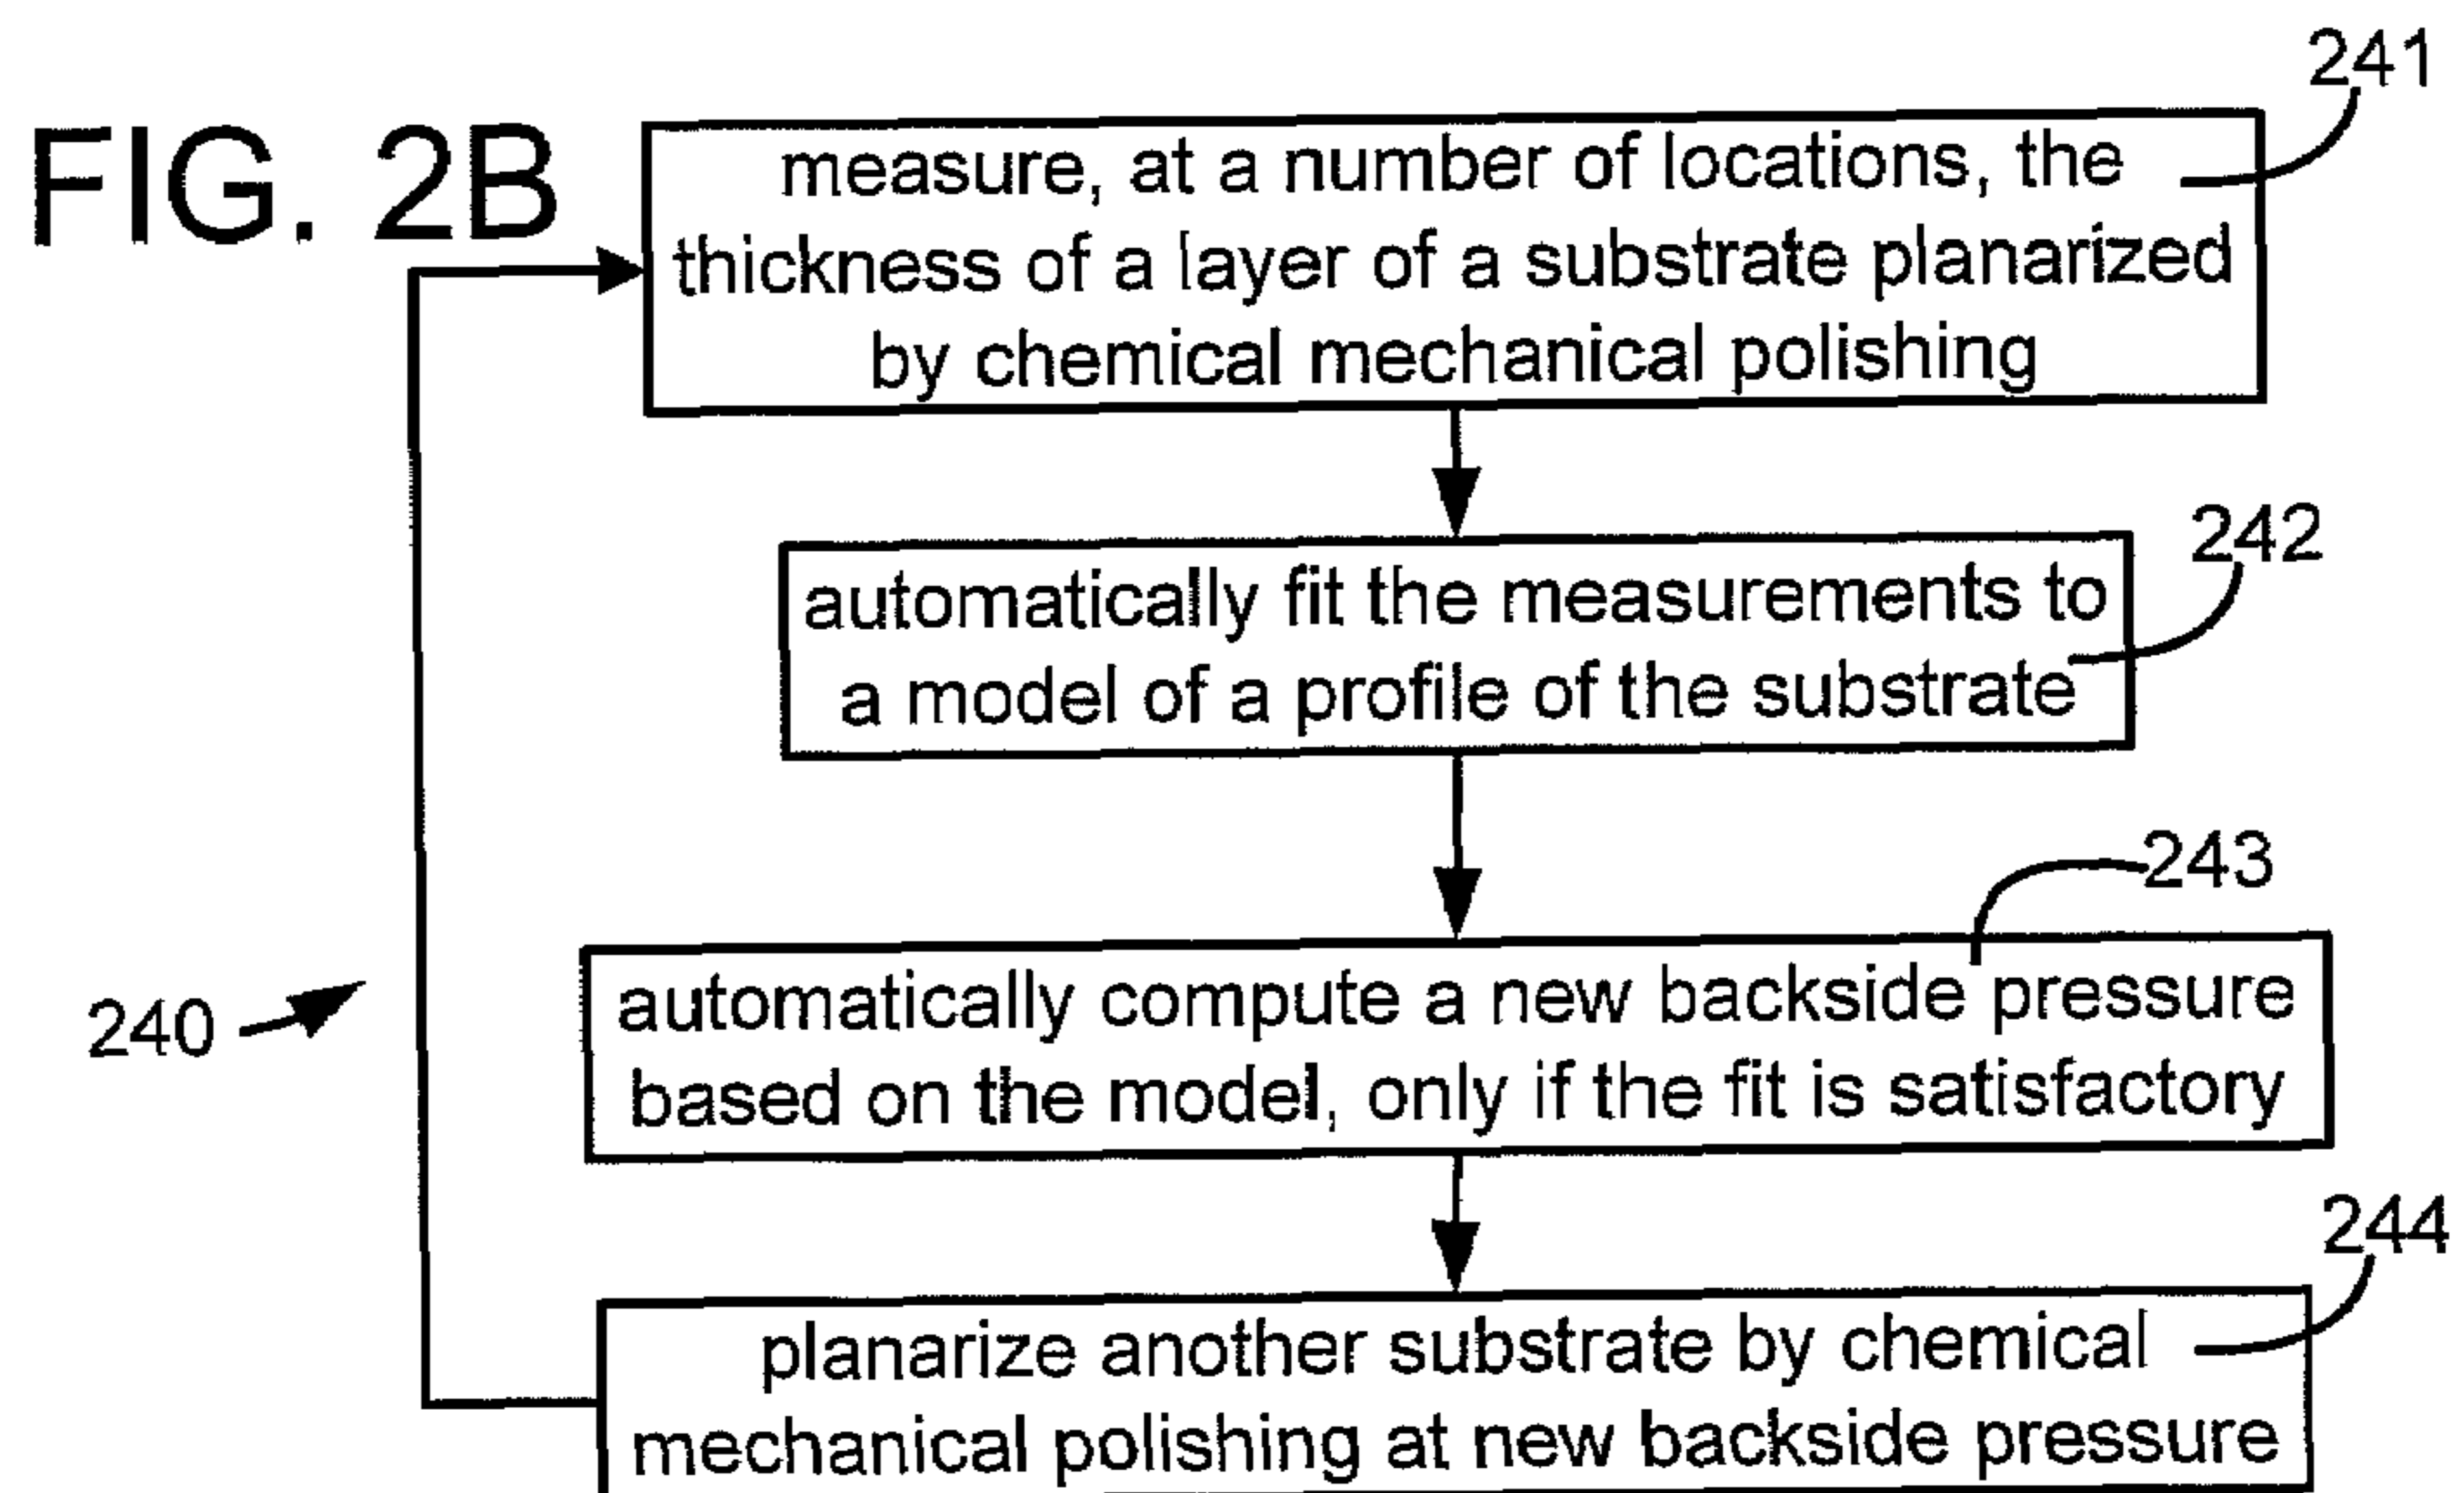 FIG. 2B
241
measure, at a number of locations, the
thickness of a layer of a substrate planarized
by chemical mechanical polishing
242
automatically fit the measurements to
a model of a profile of the substrate
243
automatically compute a new backside pressure
based on the model, only if the fit is satisfactory
240
244
planarize another substrate by chemical
mechanical polishing at new backside pressure